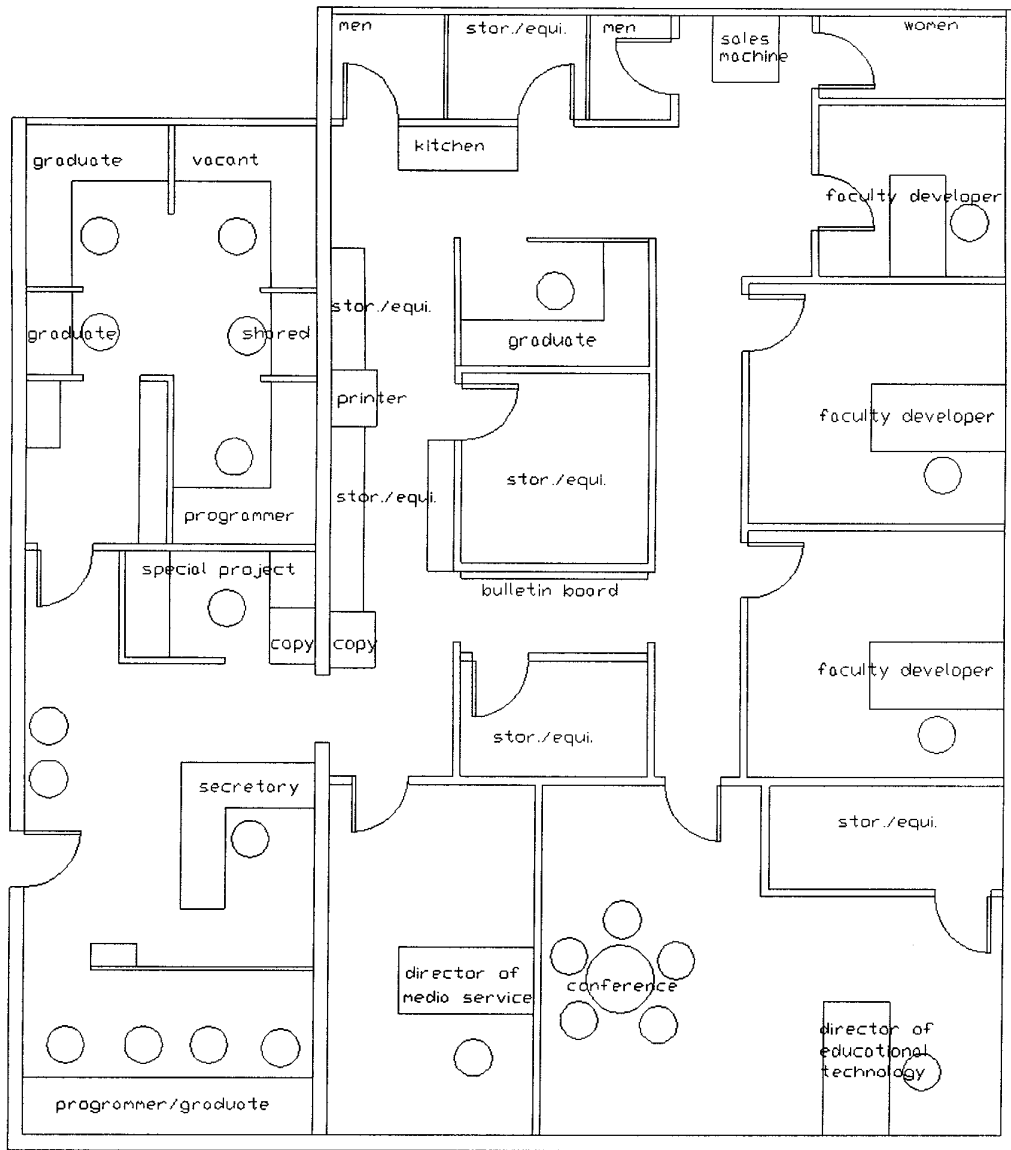 men
stor./equi.
men
sales
machine
women
kitchen
graduate
vacant
faculty developer
stor./equi.
graduate
shared
graduate
printer
faculty developer
stor./equi.
stor./equi.
programmer
special project
bulletin board
copy
copy
faculty developer
stor./equi.
secretary
stor./equi.
director of
media service
conference
director of
educational
technology
programmer/graduate